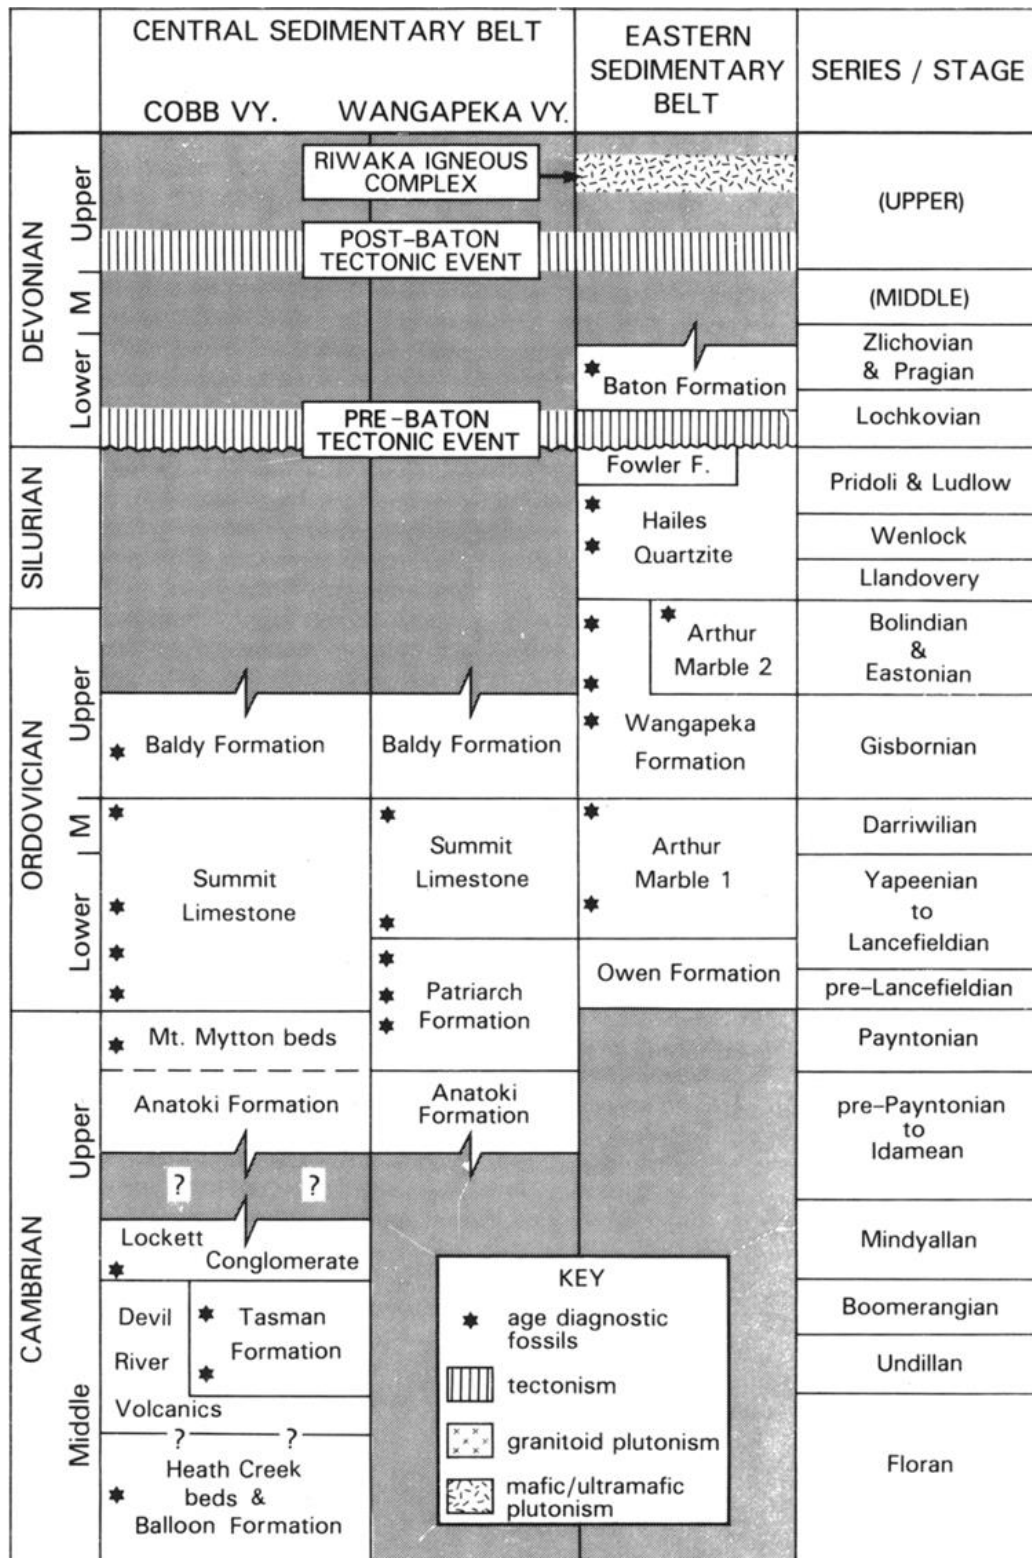 CENTRAL SEDIMENTARY BELT
COBB VY.
WANGAPEKA VY.
EASTERN
SEDIMENTARY
BELT
SERIES / STAGE
DEVONIAN
Upper
M
Lower
RIWAKA IGNEOUS
COMPLEX
POST-BATON
TECTONIC EVENT
PRE-BATON
TECTONIC EVENT
Baton Formation
(UPPER)
(MIDDLE)
Zlichovian
& Pragian
Lochkovian
SILURIAN
Fowler F.
Hailes
Quartzite
Pridoli & Ludlow
Wenlock
Llandovery
ORDOVICIAN
Upper
M
Lower
Baldy Formation
Summit
Limestone
Baldy Formation
Summit
Limestone
Patriarch
Formation
Arthur
Marble 2
Wangapeka
Formation
Arthur
Marble 1
Owen Formation
Bolindian
&
Eastonian
Gisbornian
Darriwilian
Yapeenian
to
Lancefieldian
pre-Lancefieldian
CAMBRIAN
Upper
Middle
Mt. Mytton beds
Anatoki Formation
? ?
Lockett
Conglomerate
Devil
River
Volcanics
Tasman
Formation
? ?
Heath Creek
beds &
Balloon Formation
Anatoki
Formation
Payntonian
pre-Payntonian
to
Idamean
Mindyallan
Boomerangian
Undillan
Floran
KEY
age diagnostic
fossils
tectonism
granitoid plutonism
mafic/ultramafic
plutonism